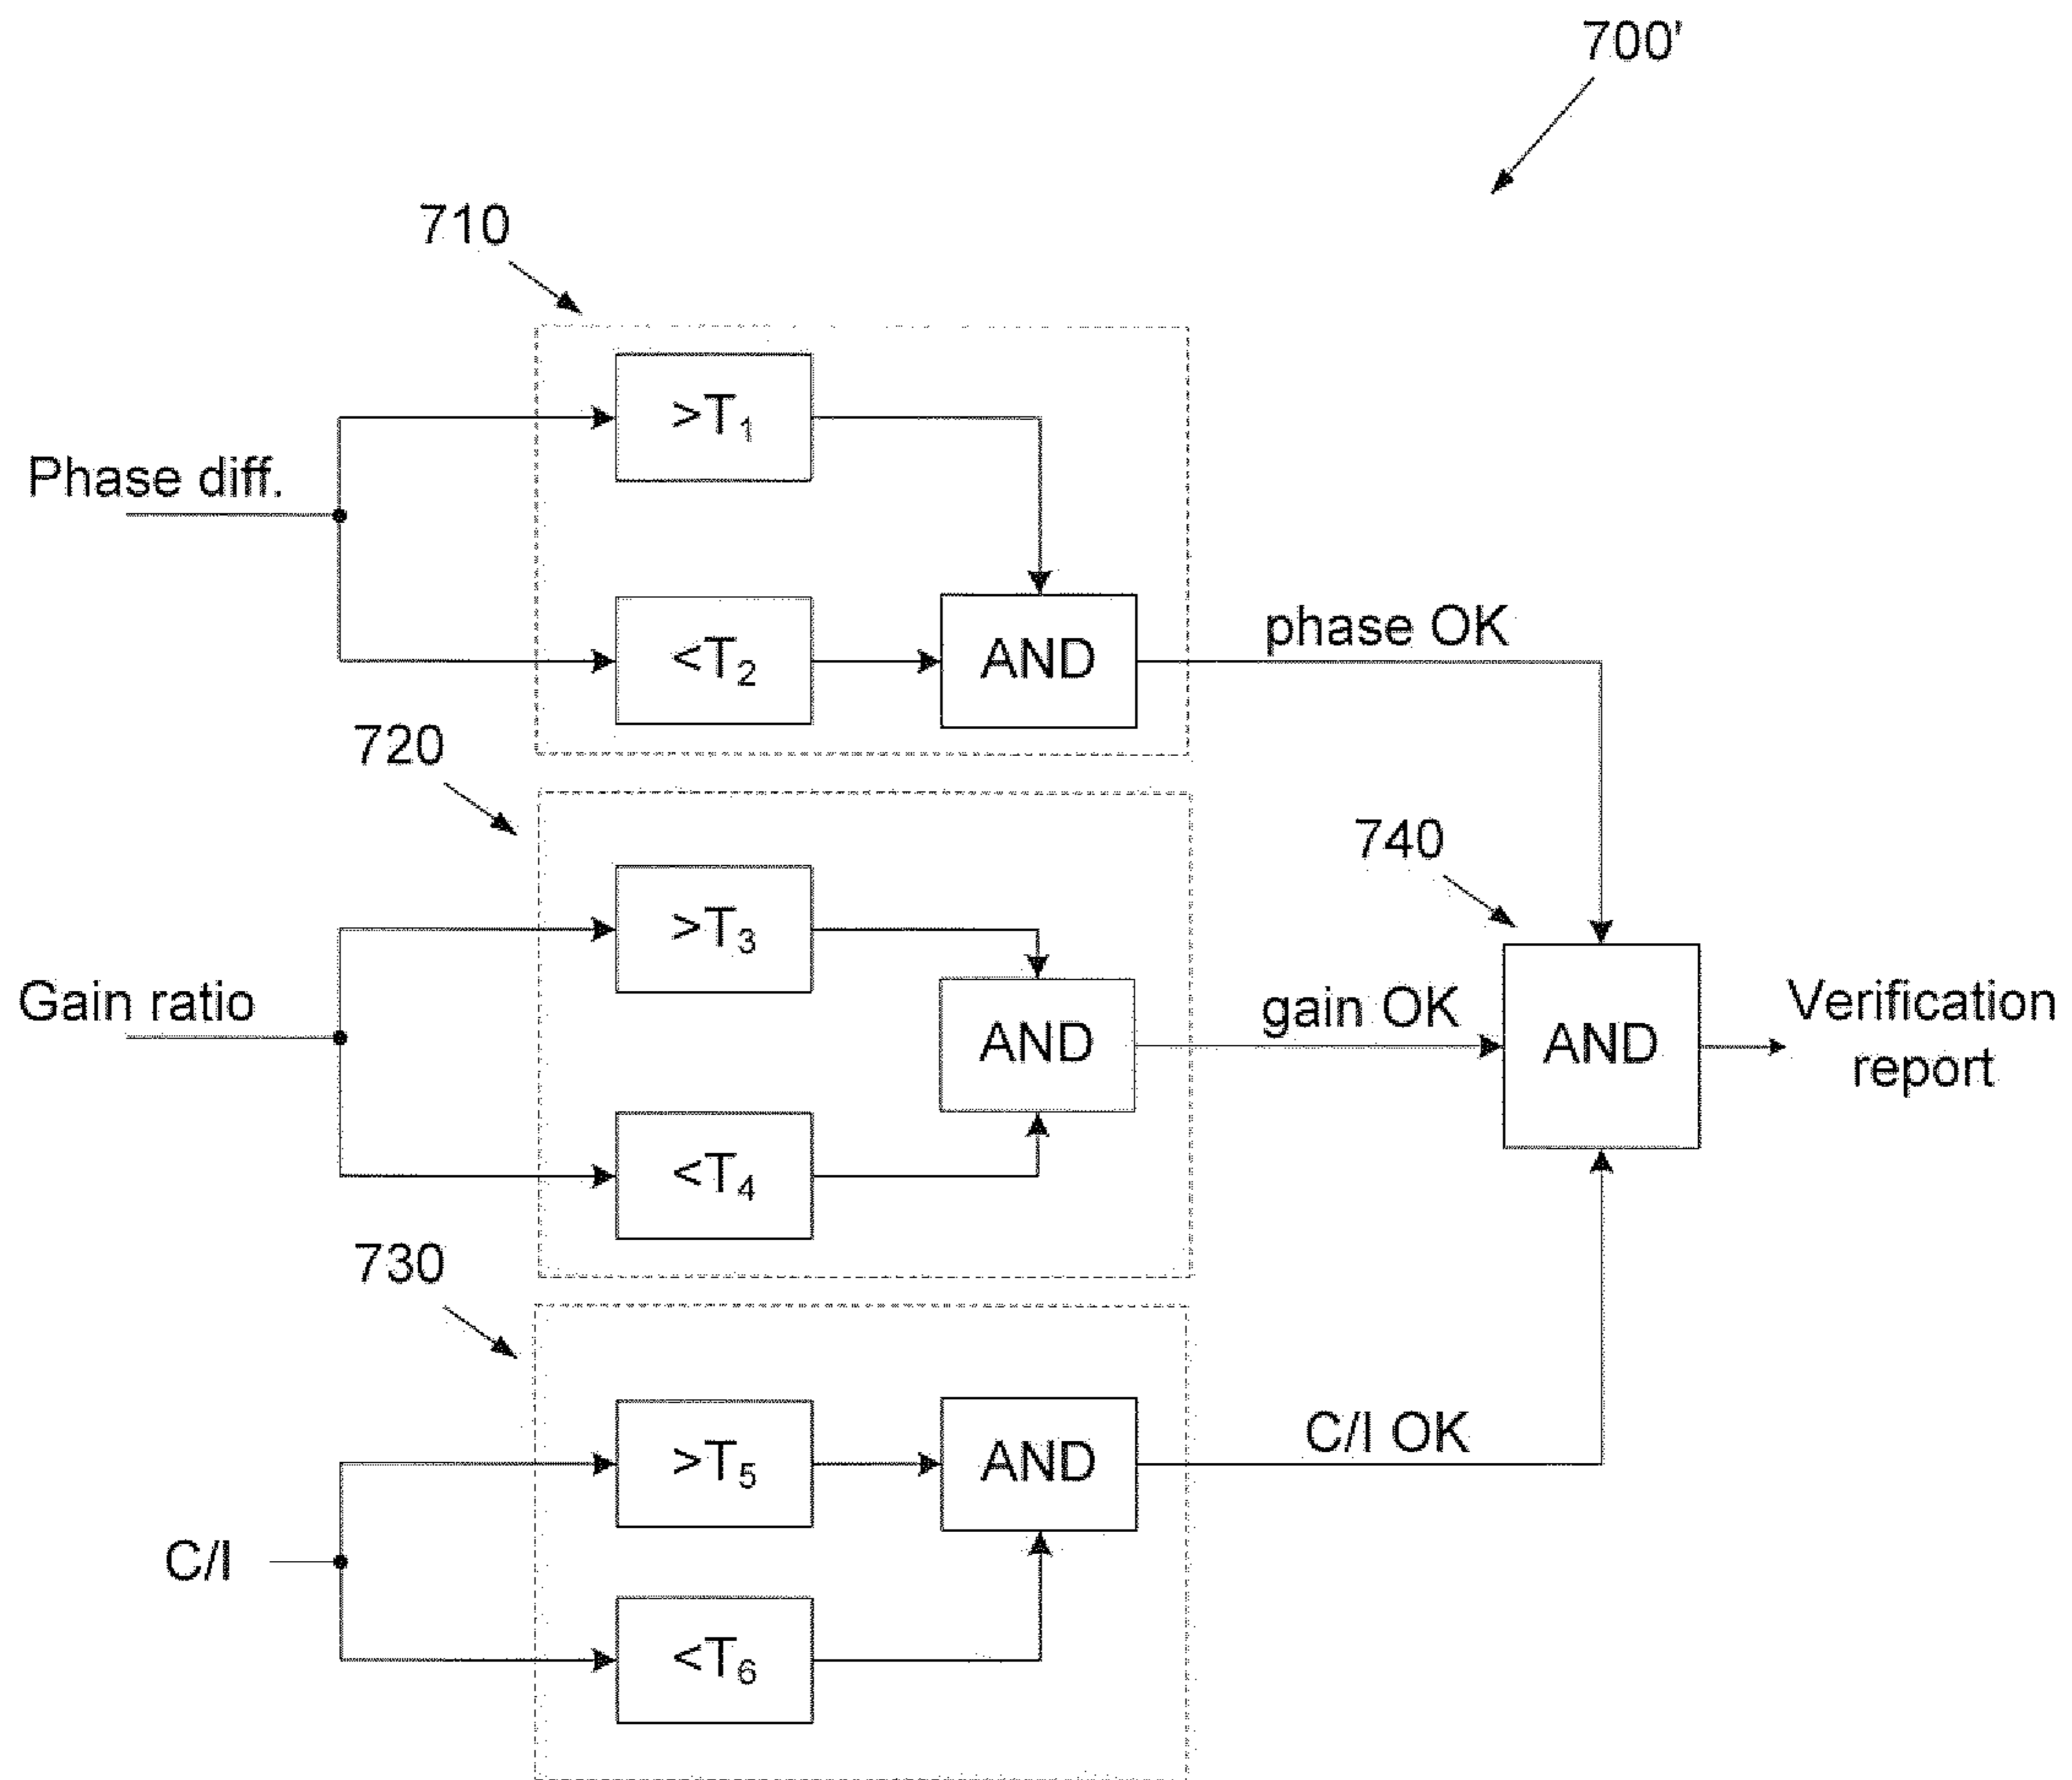 700'
710
>T1
Phase diff.
<T2
AND
phase OK
720
740
>T3
Gain ratio
AND
gain OK
AND
Verification
report
<T4
730
>T5
AND
C/I OK
C/I
<T6